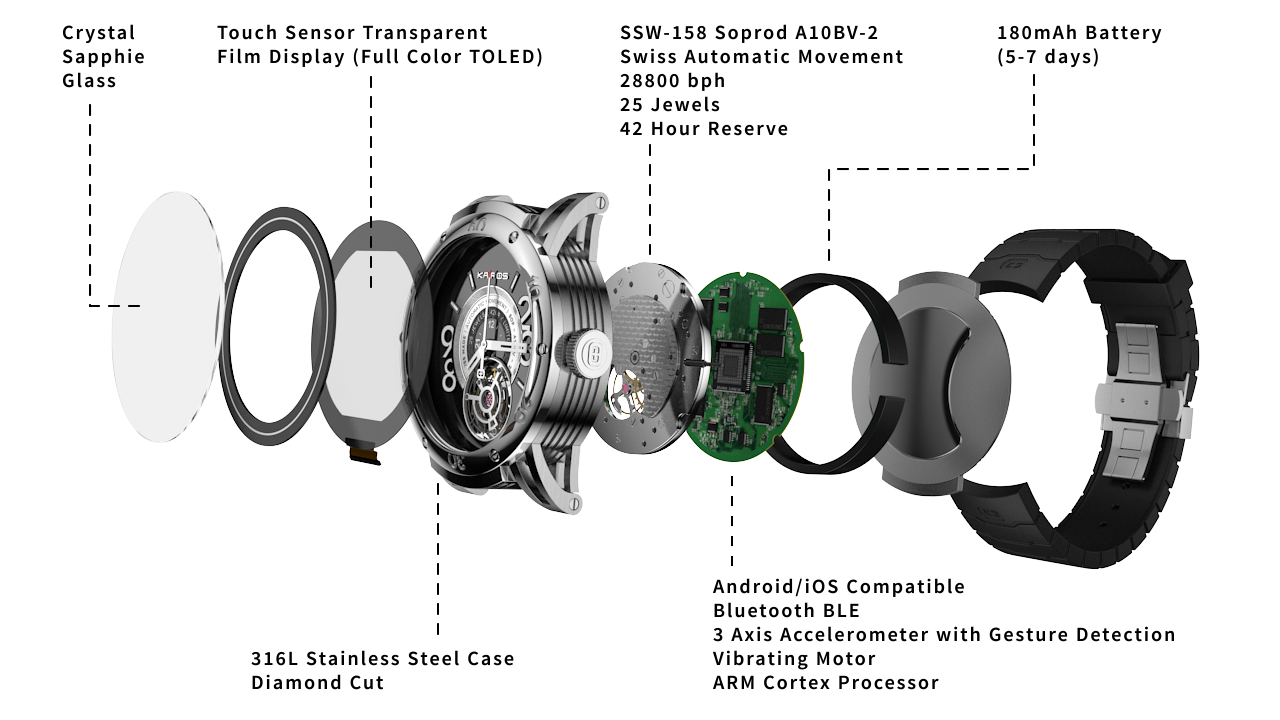 Crystal
Sapphie
Glass
Touch Sensor Transparent
Film Display (Full Color TOLED)
SSW-158 Soprod A10BV-2
Swiss Automatic Movement
28800 bph
25 Jewels
42 Hour Reserve
180mAh Battery
(5-7 days)
KAIROS
316L Stainless Steel Case
Diamond Cut
Android/iOS Compatible
Bluetooth BLE
3 Axis Accelerometer with Gesture Detection
Vibrating Motor
ARM Cortex Processor